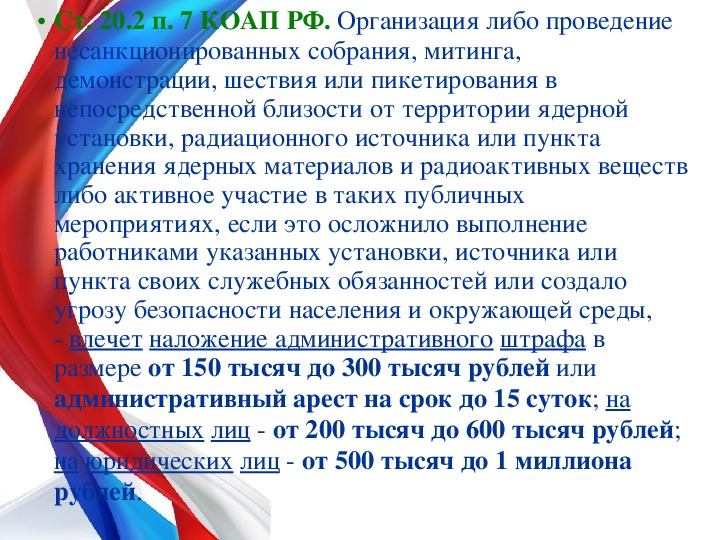 • Ст. 20.2 п. 7 КОАП РФ. Организация либо проведение
несанкционированных собрания, митинга,
демонстрации, шествия или пикетирования в
непосредственной близости от территории ядерной
установки, радиационного источника или пункта
хранения ядерных материалов и радиоактивных веществ
либо активное участие в таких публичных
мероприятиях, если это осложнило выполнение
работниками указанных установки, источника или
пункта своих служебных обязанностей или создало
угрозу безопасности населения и окружающей среды,
- влечет наложение административного штрафа в
размере от 150 тысяч до 300 тысяч рублей или
административный арест на срок до 15 суток; на
должностных лиц - от 200 тысяч до 600 тысяч рублей;
на юридических лиц - от 500 тысяч до 1 миллиона
рублей.